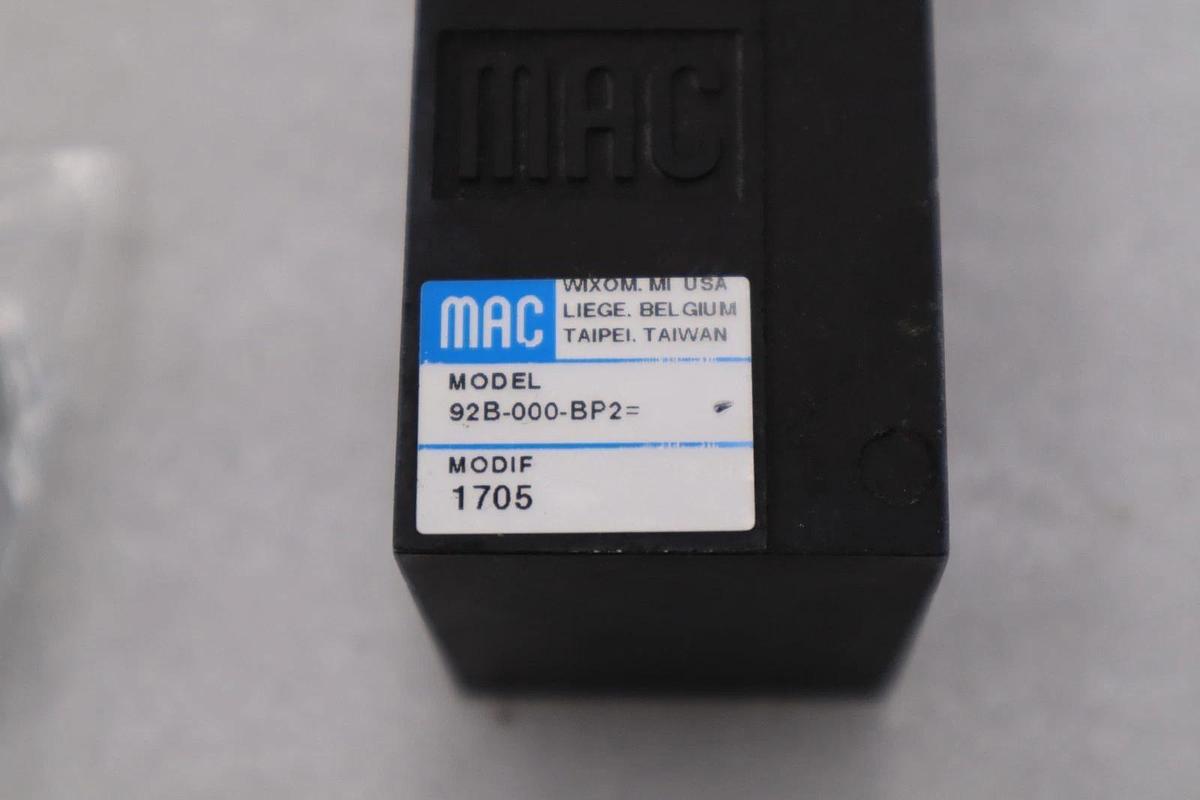 MAC
MAC
WIXOM. MI USA
LIEGE. BELGIUM
TAIPEI. TAIWAN
MODEL
92B-000-BP2=
MODIF
1705